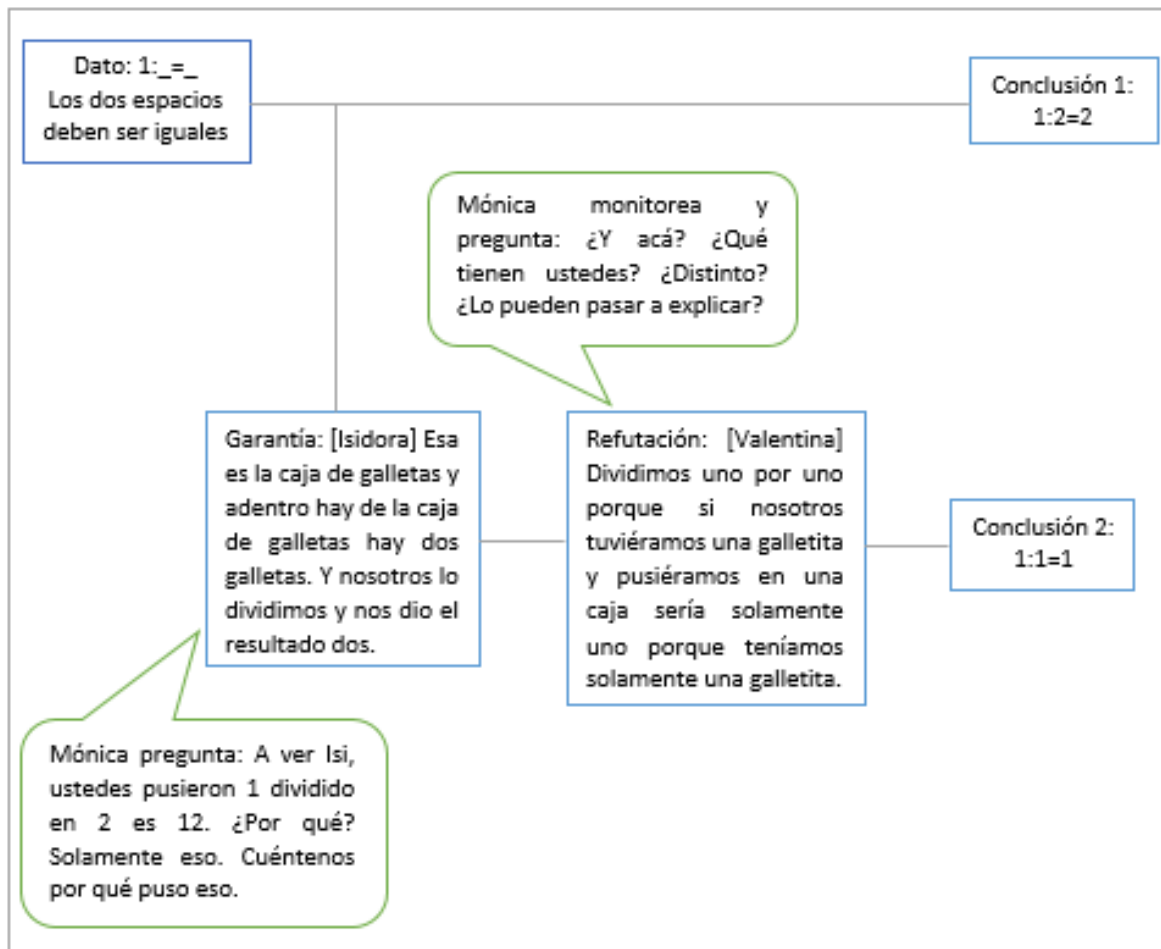 Dato: 1:_=_
Los dos espacios
deben ser iguales
Conclusión 1:
1:2=2
Mónica monitorea y
pregunta: ¿Y acá? ¿Qué
tienen ustedes? ¿Distinto?
¿Lo pueden pasar a explicar?
Garantía: [Isidora] Esa
es la caja de galletas y
adentro hay de la caja
de galletas hay dos
galletas. Y nosotros lo
dividimos y nos dio el
resultado dos.
Refutación: [Valentina]
Dividimos uno por uno
porque si nosotros
tuviéramos una galletita
y pusiéramos en una
caja sería solamente
uno porque teníamos
solamente una galletita.
Conclusión 2:
1:1=1
Mónica pregunta: A ver Isi,
ustedes pusieron 1 dividido
en 2 es 12. ¿Por qué?
Solamente eso. Cuéntenos
por qué puso eso.